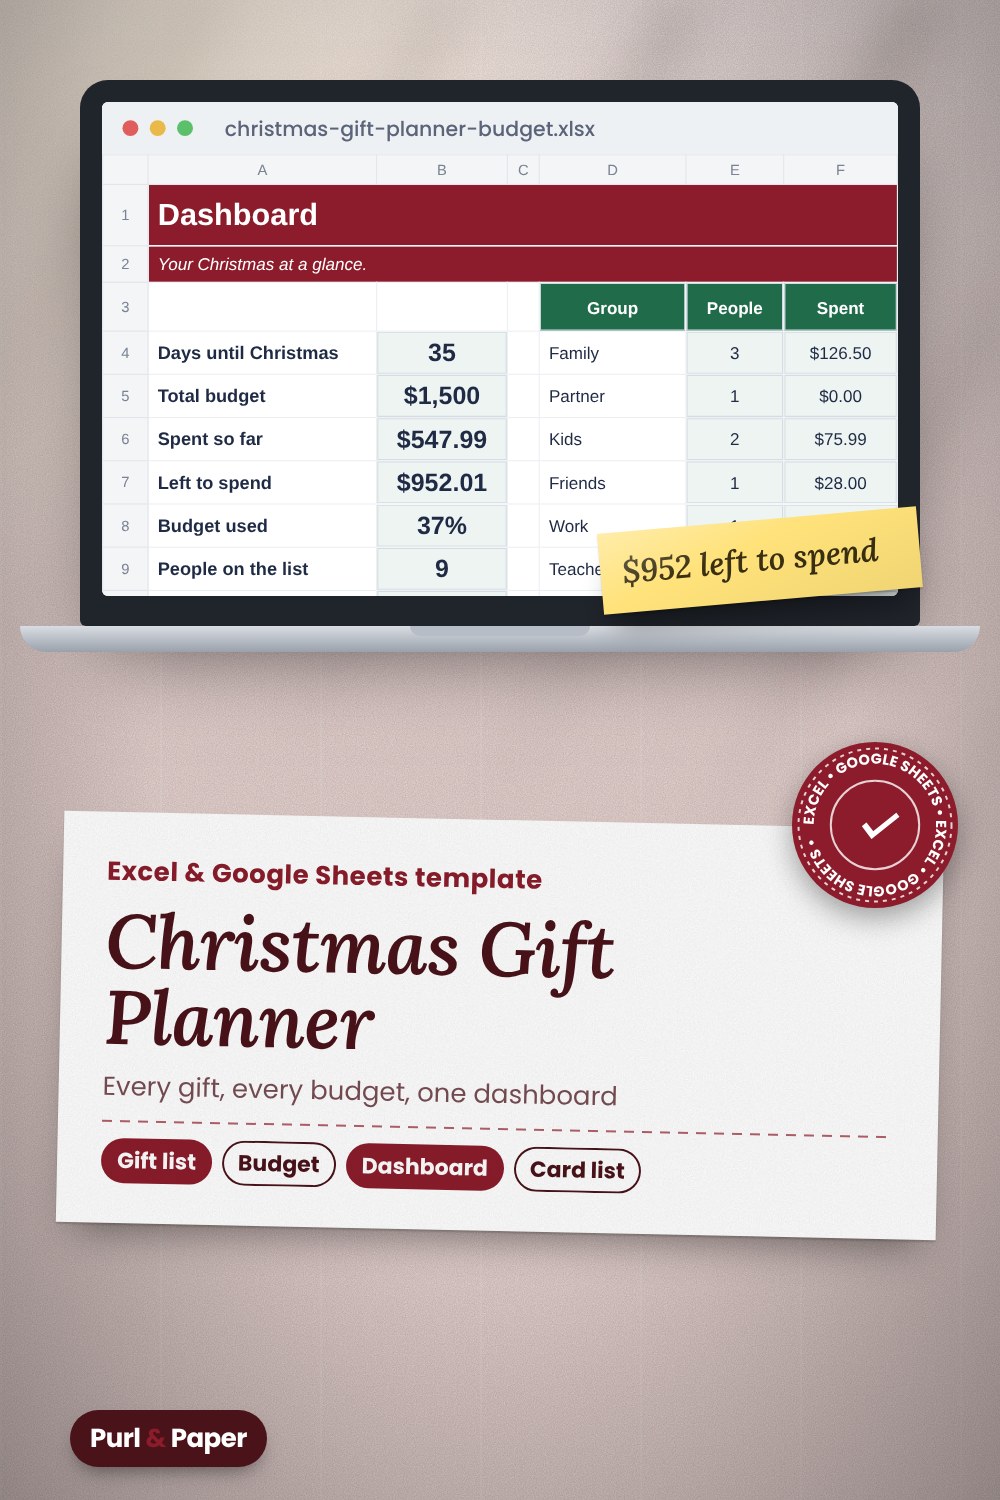 christmas-gift-planner-budget.xlsx
A B C D E F
1 Dashboard
2 Your Christmas at a glance.
3 Group People Spent
4 Days until Christmas 35 Family 3 $126.50
5 Total budget $1,500 Partner 1 $0.00
6 Spent so far $547.99 Kids 2 $75.99
7 Left to spend $952.01 Friends 1 $28.00
8 Budget used 37% Work
9 People on the list 9
$952 left to spend
EXCEL • GOOGLE SHEETS • EXCEL • GOOGLE SHEETS •
Excel & Google Sheets template
Christmas Gift
Planner
Every gift, every budget, one dashboard
Gift list Budget Dashboard Card list
Purl & Paper